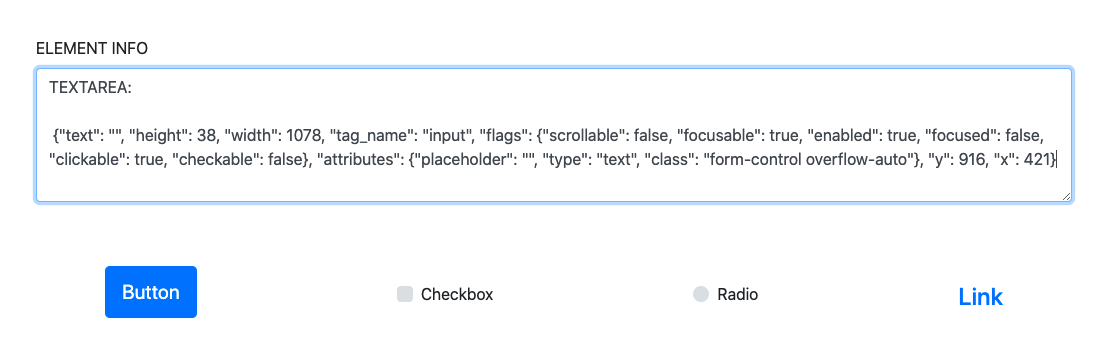 ELEMENT INFO
TEXTAREA:
{"text": "", "height": 38, "width": 1078, "tag_name": "input", "flags": {"scrollable": false, "focusable": true, "enabled": true, "focused": false,
"clickable": true, "checkable": false}, "attributes": {"placeholder": "", "type": "text", "class": "form-control overflow-auto"}, "y": 916, "x": 421}
Button
Checkbox
Radio
Link